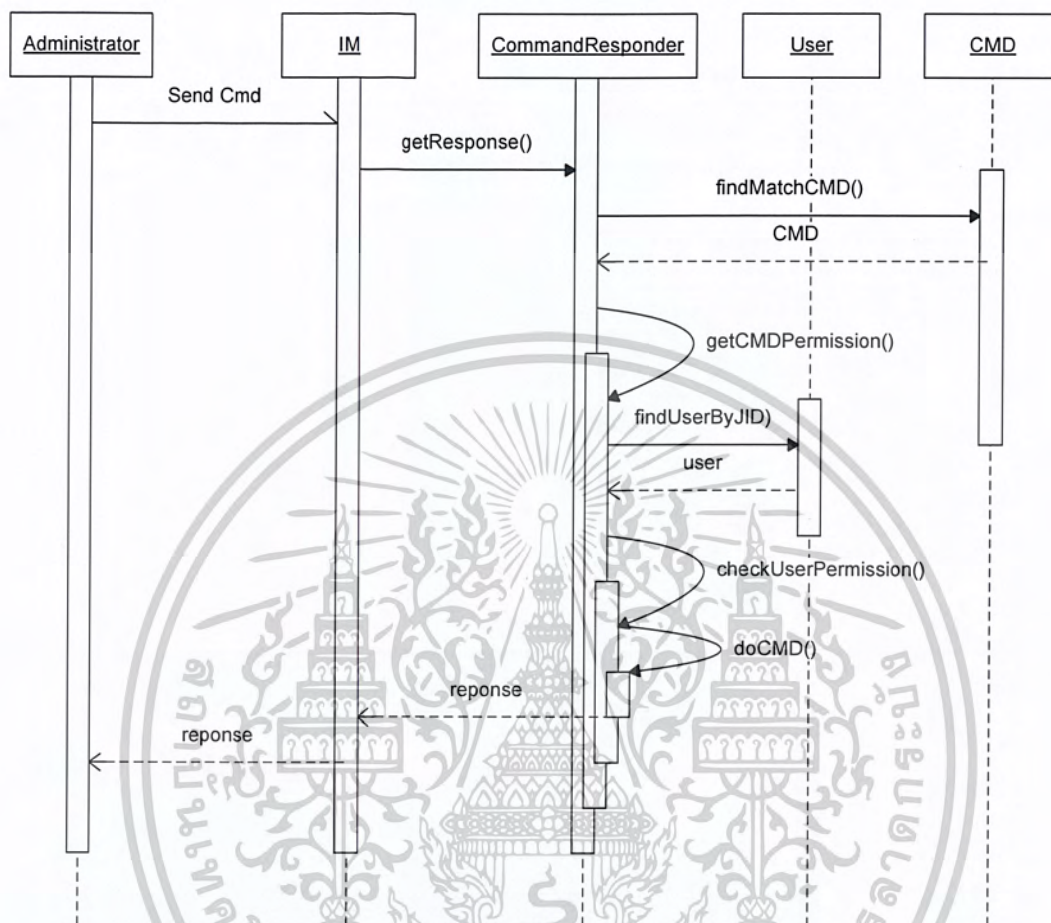 Administrator
IM
CommandResponder
User
CMD
Send Cmd
getResponse()
findMatchCMD()
CMD
getCMDPermission()
findUserByJID)
user
checkUserPermission()
doCMD()
reponse
reponse